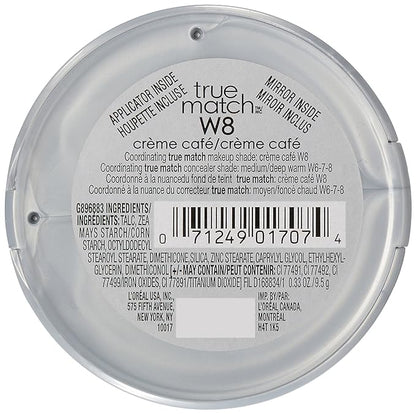 APPLICATOR INSIDE
HOUPETTE INCLUSE
true
match™
MIRROR INSIDE
MIROIR INCLUS
W8
crème café/crème café
Coordinating true match makeup shade: crème café W8
Coordinating true match concealer shade: medium/deep warm W6-7-8
Coordonné à la nuancedu fond de teint true match: crème café W8
Coordonné à la nuance du correcteur true match: moyen/foncé chaud W6-7-8
G896883 INGREDIENTS/
INGRÉDIENTS: TALC, ZEA
MAYS STARCH/CORN
STARCH, OCTYLDODECYL
0 71249 01707 4
STEAROYL STEARATE, DIMETHICONE, SILICA, ZINC STEARATE, CAPRYLYL GLYCOL, ETHYLHEXYL-
GLYCERIN, DIMETHICONOL [+/-MAY CONTAIN/PEUT CONTENIR: CI 77491, CI 77492, CI
77499/IRON OXIDES, CI 77891/TITANIUM DIOXIDE] FIL D168834/1 0.33 OZ./9.5 g
L'ORÉAL USA, INC.,
575 FIFTH AVENUE,
NEW YORK, NY
10017
IMP. BY/PAR:
L'ORÉAL CANADA,
MONTRÉAL
H4T 1K5